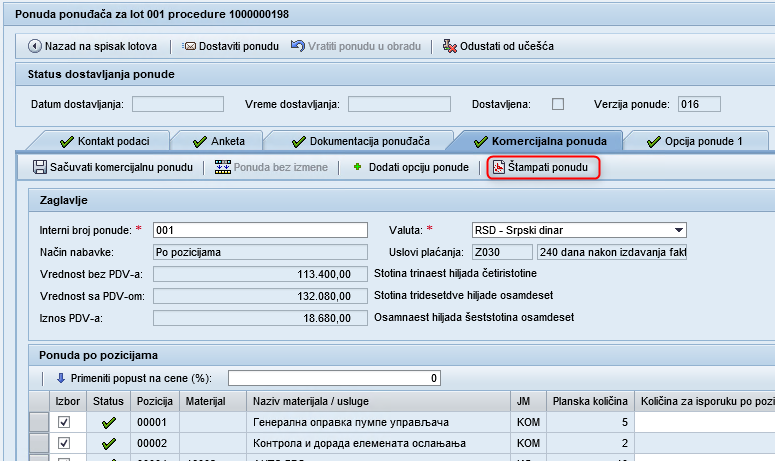 Ponuda ponuđača za lot 001 procedure 1000000198
Nazad na spisak lotova Dostaviti ponudu Vratiti ponudu u obradu Odustati od učešća
Status dostavljanja ponude
Datum dostavljanja: Vreme dostavljanja: Dostavljena: Verzija ponude: 016
Kontakt podaci Anketa Dokumentacija ponuđača Komercijalna ponuda Opcija ponude 1
Sačuvati komercijalnu ponudu Ponuda bez izmene Dodati opciju ponude Štampati ponudu
Zaglavlje
Interni broj ponude: * 001 Valuta: * RSD - Srpski dinar
Način nabavke: Po pozicijama Uslovi plaćanja: Z030 240 dana nakon izdavanja fakt
Vrednost bez PDV-a: 113.400,00 Stotina trinaest hiljada četiristotine
Vrednost sa PDV-om: 132.080,00 Stotina tridesetdve hiljade osamdeset
Iznos PDV-a: 18.680,00 Osamnaest hiljada šeststotina osamdeset
Ponuda po pozicijama
Primeniti popust na cene (%): 0
Izbor Status Pozicija Materijal Naziv materijala / usluge JM Planska količina Količina za isporuku po pozi
00001 Генерална оправка пумпе управљача KOM 5
00002 Контрола и дорада елемената ослањања KOM 2